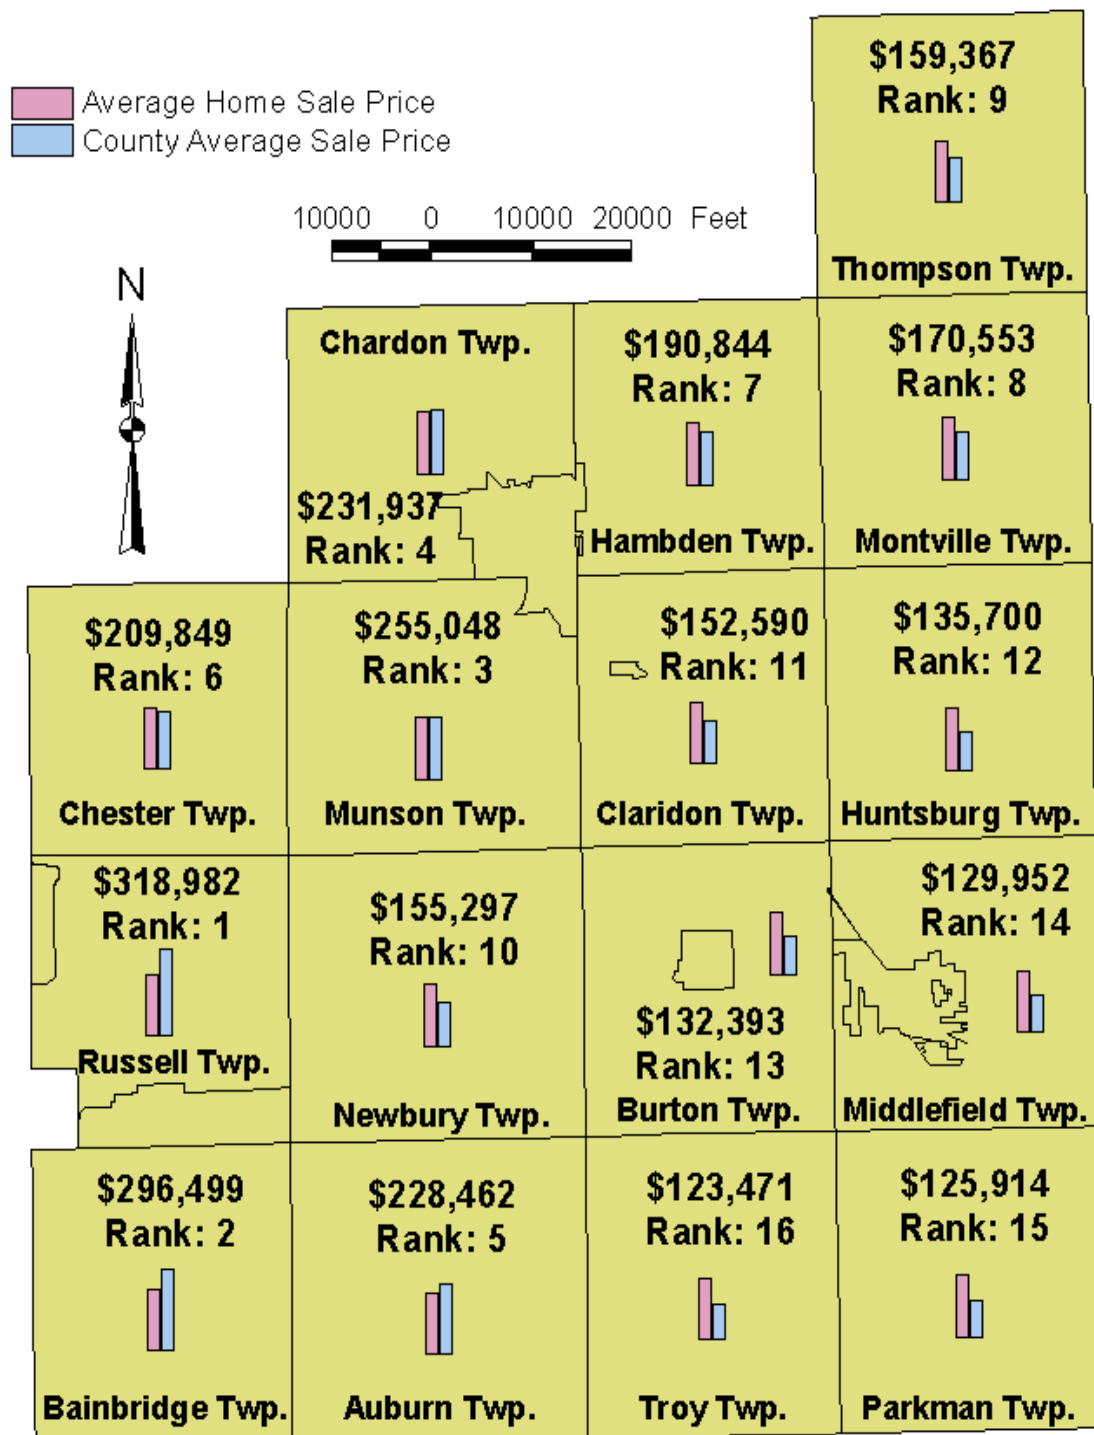 $159,367
Rank: 9
Thompson Twp.
Average Home Sale Price
County Average Sale Price
10000 0 10000 20000 Feet
N
Chardon Twp.
$231,937
Rank: 4
$190,844
Rank: 7
Hambden Twp.
$170,553
Rank: 8
Montville Twp.
$209,849
Rank: 6
Chester Twp.
$255,048
Rank: 3
Munson Twp.
$152,590
Rank: 11
Claridon Twp.
$135,700
Rank: 12
Huntsburg Twp.
$318,982
Rank: 1
Russell Twp.
$155,297
Rank: 10
Newbury Twp.
$132,393
Rank: 13
Burton Twp.
$129,952
Rank: 14
Middlefield Twp.
$296,499
Rank: 2
Bainbridge Twp.
$228,462
Rank: 5
Auburn Twp.
$123,471
Rank: 16
Troy Twp.
$125,914
Rank: 15
Parkman Twp.